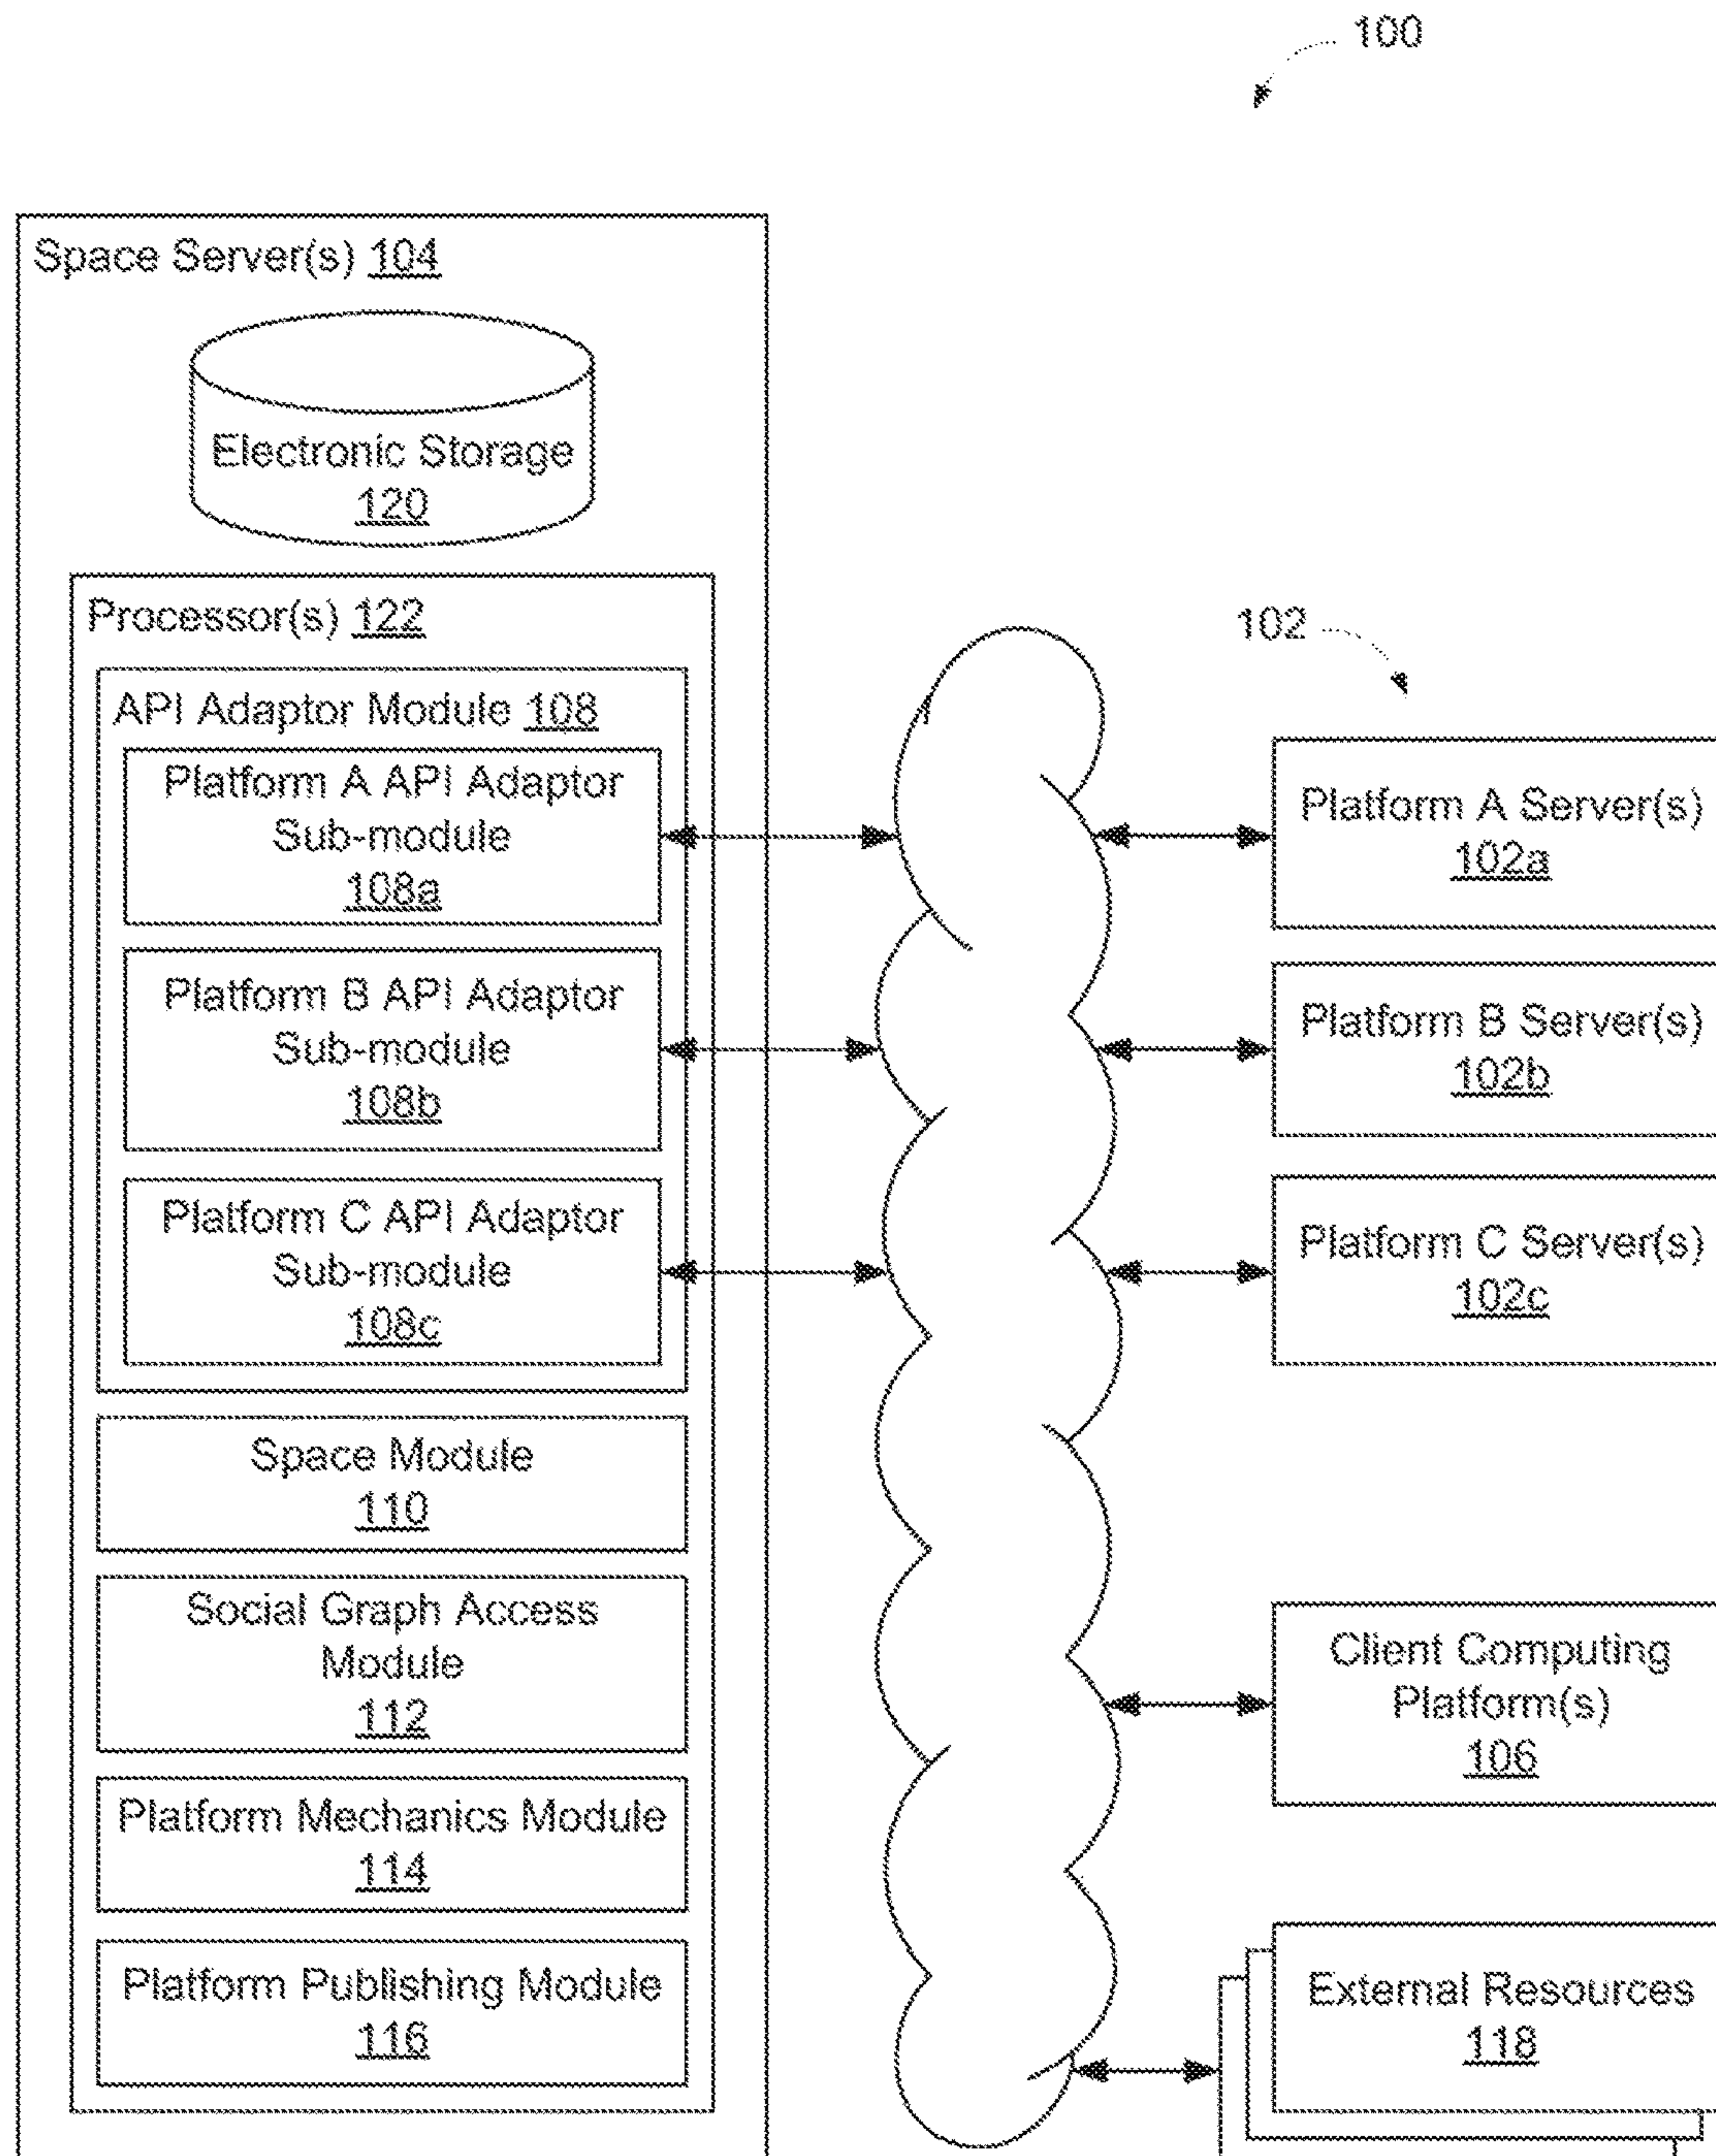 100
Space Server(s) 104
Electronic Storage
120
Processor(s) 122
API Adaptor Module 108
Platform A API Adaptor
Sub-module
108a
Platform B API Adaptor
Sub-module
108b
Platform C API Adaptor
Sub-module
108c
Space Module
110
Social Graph Access
Module
112
Platform Mechanics Module
114
Platform Publishing Module
116
102
Platform A Server(s)
102a
Platform B Server(s)
102b
Platform C Server(s)
102c
Client Computing
Platform(s)
106
External Resources
118